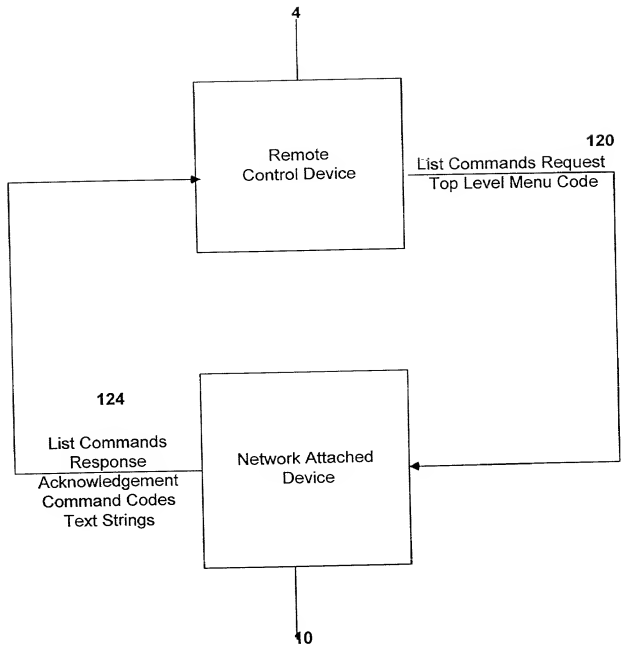 4
Remote
Control Device
120
List Commands Request
Top Level Menu Code
124
List Commands
Response
Acknowledgement
Command Codes
Text Strings
Network Attached
Device
10